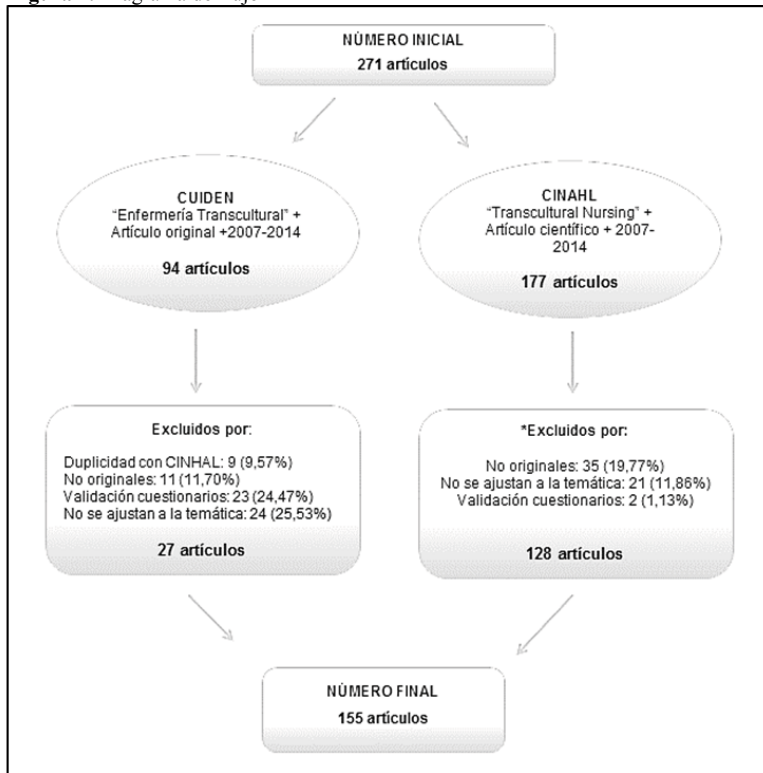 NÚMERO INICIAL
271 artículos
CUIDEN
“Enfermería Transcultural” +
Artículo original +2007-2014
94 artículos
CINAHL
“Transcultural Nursing” +
Artículo científico + 2007-
2014
177 artículos
Excluidos por:
Duplicidad con CINHAL: 9 (9,57%)
No originales: 11 (11,70%)
Validación cuestionarios: 23 (24,47%)
No se ajustan a la temática: 24 (25,53%)
27 artículos
*Excluidos por:
No originales: 35 (19,77%)
No se ajustan a la temática: 21 (11,86%)
Validación cuestionarios: 2 (1,13%)
128 artículos
NÚMERO FINAL
155 artículos